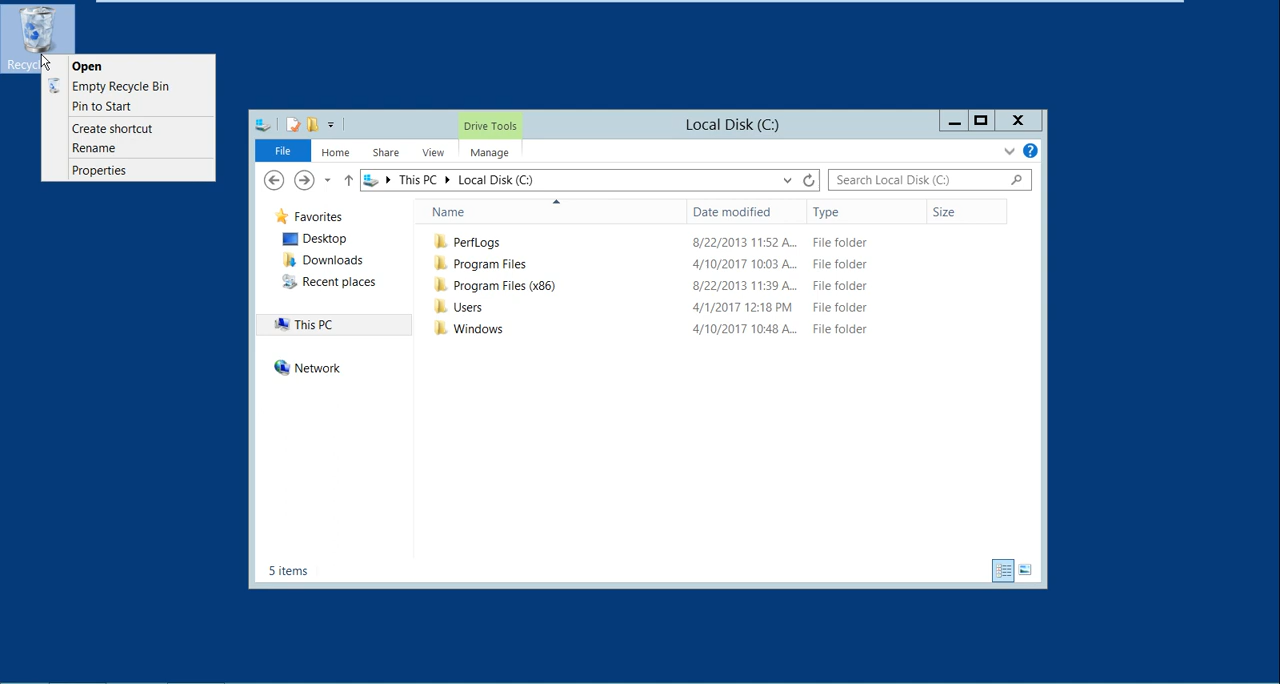 Recycl
Open
Empty Recycle Bin
Pin to Start
Create shortcut
Rename
Properties
Drive Tools
Local Disk (C:)
File Home Share View Manage
This PC Local Disk (C:)
Search Local Disk (C:)
Name Date modified Type Size
Favorites
Desktop
Downloads
Recent places
This PC
Network
PerfLogs 8/22/2013 11:52 A... File folder
Program Files 4/10/2017 10:03 A... File folder
Program Files (x86) 8/22/2013 11:39 A... File folder
Users 4/1/2017 12:18 PM File folder
Windows 4/10/2017 10:48 A... File folder
5 items